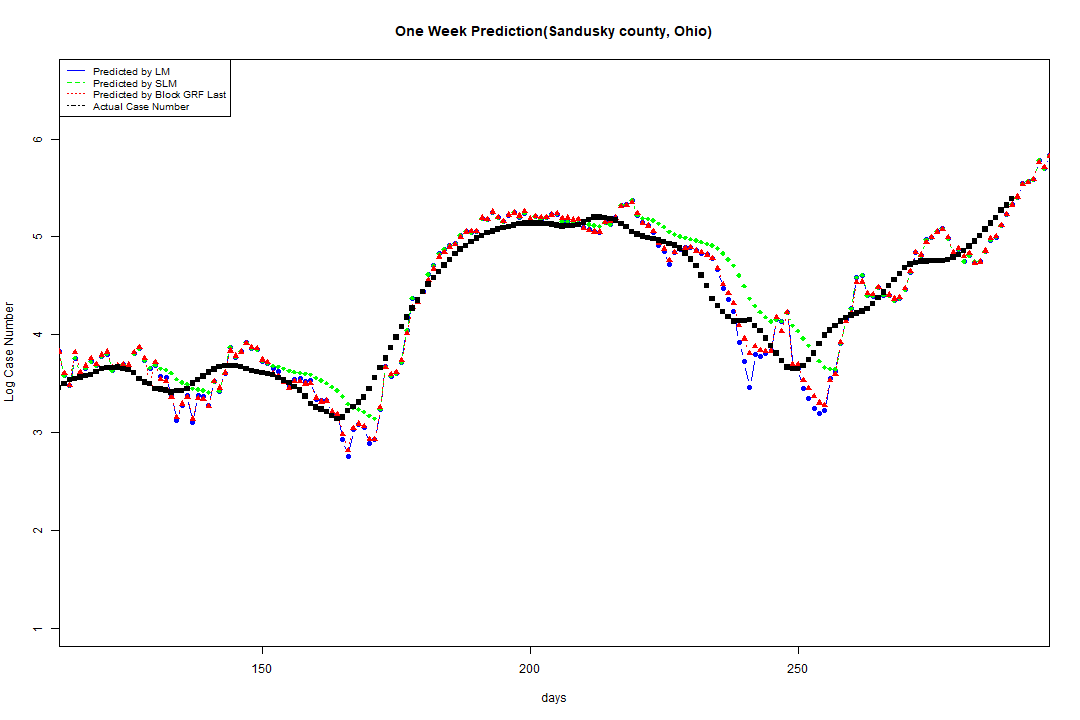 One Week Prediction(Sandusky county, Ohio)
Predicted by LM
Predicted by SLM
Predicted by Block GRF Last
Actual Case Number
6
5
4
3
2
1
Log Case Number
150
200
250
days